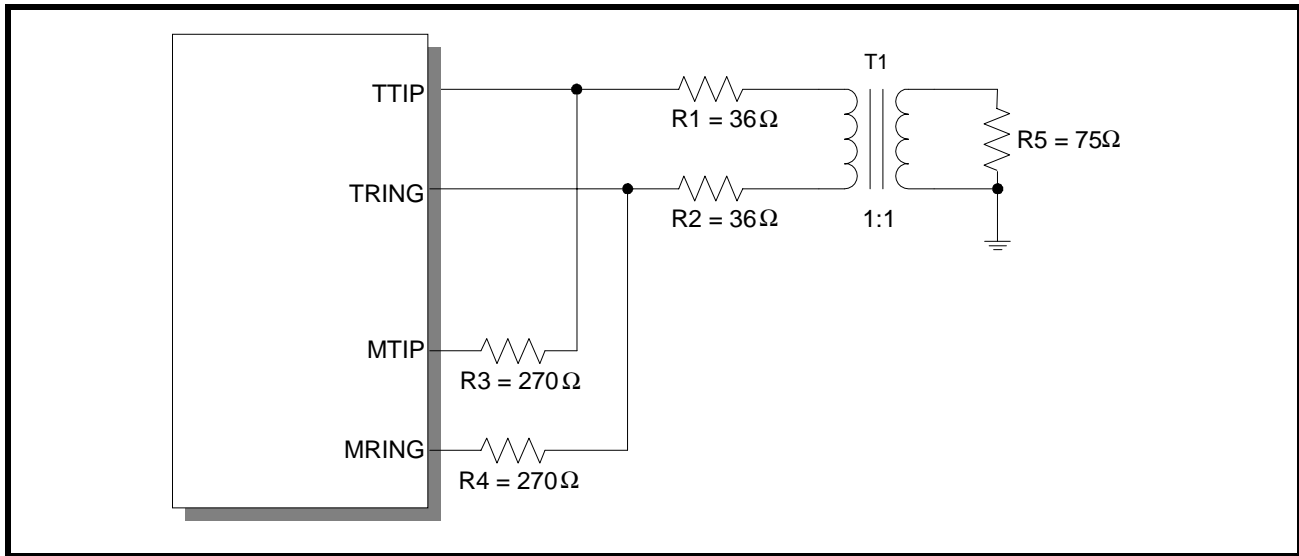 T1
TTIP
R1 = 36Ω
R5 = 75Ω
TRING
R2 = 36Ω
1:1
MTIP
R3 = 270Ω
MRING
R4 = 270Ω